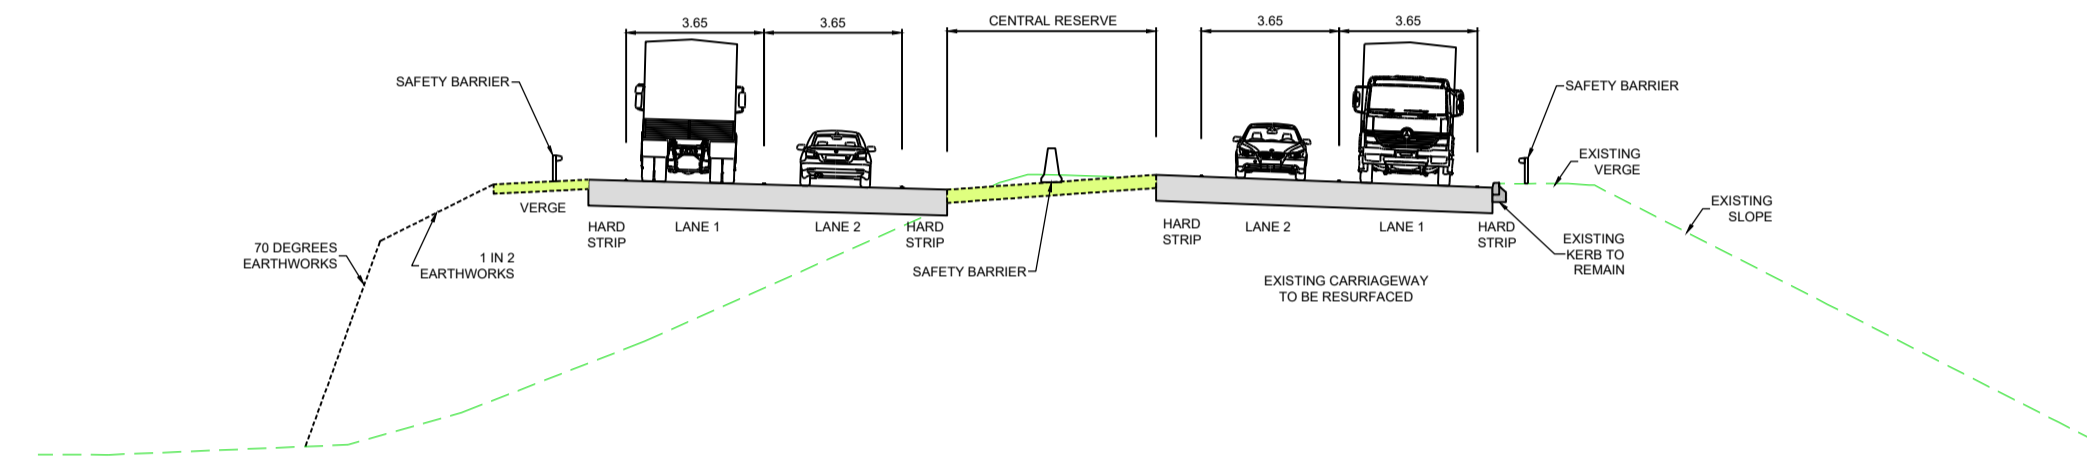 3.65
3.65
CENTRAL RESERVE
3.65
3.65
SAFETY BARRIER
SAFETY BARRIER
EXISTING
VERGE
EXISTING
SLOPE
VERGE
HARD
STRIP
LANE 1
LANE 2
HARD
STRIP
HARD
STRIP
LANE 2
LANE 1
HARD
STRIP
70 DEGREES
EARTHWORKS
1 IN 2
EARTHWORKS
SAFETY BARRIER
EXISTING CARRIAGEWAY
TO BE RESURFACED
EXISTING
KERB TO
REMAIN